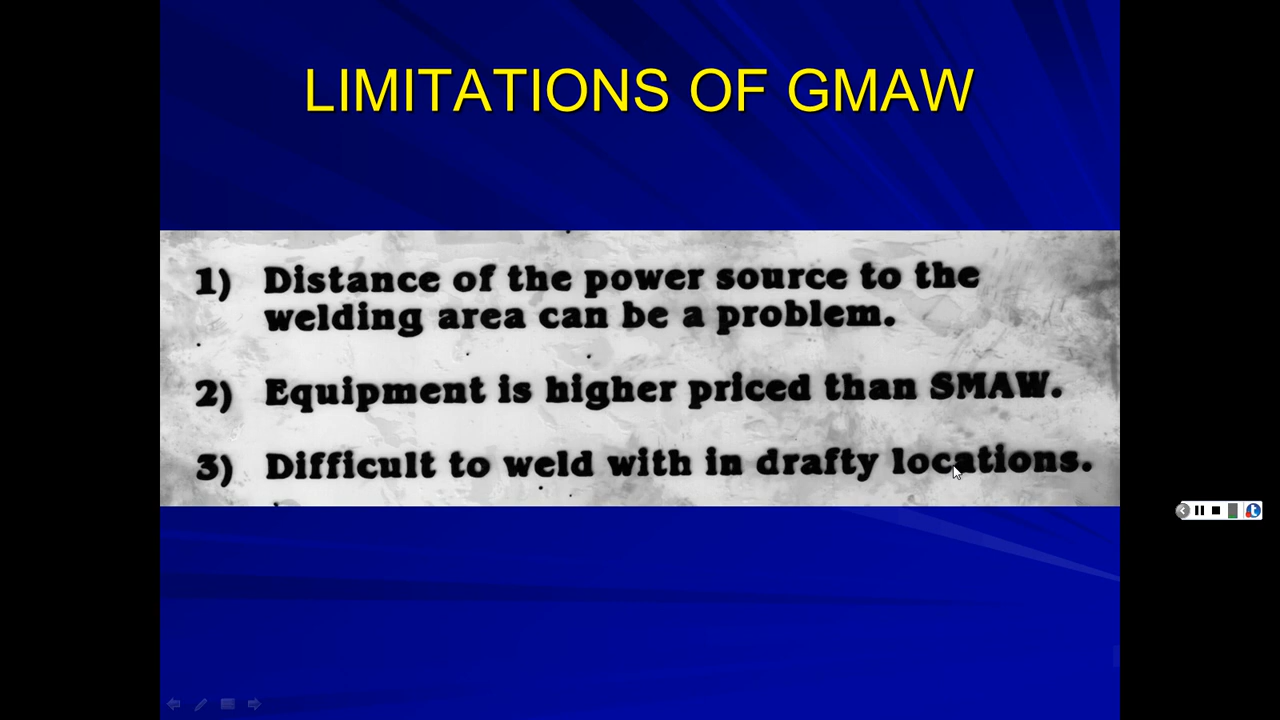 LIMITATIONS OF GMAW
1) Distance of the power source to the
welding area can be a problem.
2) Equipment is higher priced than SMAW.
3) Difficult to weld with in drafty locations.